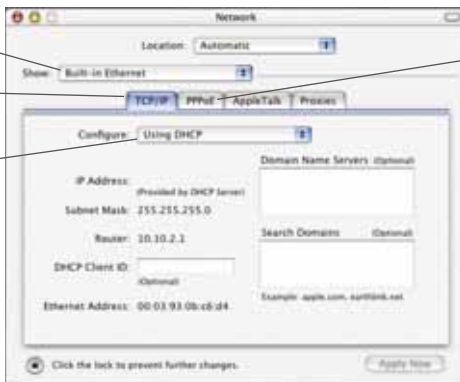 Network
Location: Automatic
Show: Built-in Ethernet
TCP/IP PPPoE AppleTalk Proxies
Configure: Using DHCP
Domain Name Servers (Optional)
IP Address:
(Provided by DHCP Server)
Subnet Mask: 255.255.255.0
Router: 10.10.2.1
Search Domains (Optional)
DHCP Client ID:
(Optional)
Example: apple.com, earthlink.net
Ethernet Address: 00:03:93:0b:c6:d4
Click the lock to prevent further changes.
Apply Now